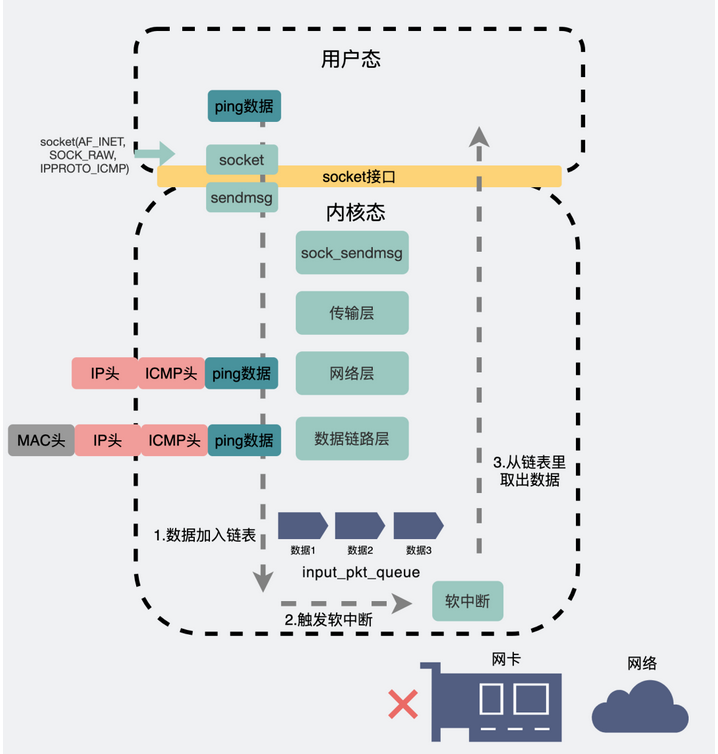 用户态
ping数据
socket(AF_INET,
SOCK_RAW,
IPPROTO_ICMP)
socket
socket接口
sendmsg
内核态
sock_sendmsg
传输层
IP头 ICMP头 ping数据 网络层
MAC头 IP头 ICMP头 ping数据 数据链路层
3.从链表里
取出数据
1.数据加入链表
数据1 数据2 数据3
input_pkt_queue
软中断
2.触发软中断
网卡 网络